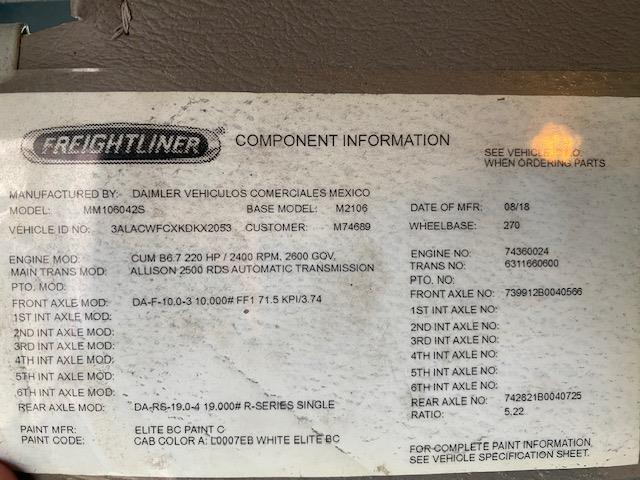 FREIGHTLINER COMPONENT INFORMATION
SEE VEHICLE
WHEN ORDERING PARTS
MANUFACTURED BY: DAIMLER VEHICULOS COMERCIALES MEXICO
MODEL: MM106042S BASE MODEL: M2106 DATE OF MFR: 08/18
VEHICLE ID NO: 3ALACWFCXKDKX2053 CUSTOMER: M74689 WHEELBASE: 270
ENGINE MOD: CUM B6.7 220 HP / 2400 RPM, 2600 GOV, ENGINE NO: 74360024
MAIN TRANS MOD: ALLISON 2500 RDS AUTOMATIC TRANSMISSION TRANS NO: 6311660600
PTO. MOD: PTO. NO:
FRONT AXLE MOD: DA-F-10.0-3 10,000# FF1 71.5 KPI/3.74 FRONT AXLE NO: 739912B0040566
1ST INT AXLE MOD: 1ST INT AXLE NO:
2ND INT AXLE MOD: 2ND INT AXLE NO:
3RD INT AXLE MOD: 3RD INT AXLE NO:
4TH INT AXLE MOD: 4TH INT AXLE NO:
5TH INT AXLE MOD: 5TH INT AXLE NO:
6TH INT AXLE MOD: 6TH INT AXLE NO:
REAR AXLE MOD: DA-RS-19.0-4 19,000# R-SERIES SINGLE REAR AXLE NO: 742821B0040725
RATIO: 5.22
PAINT MFR: ELITE BC PAINT C
PAINT CODE: CAB COLOR A: L0007EB WHITE ELITE BC
FOR COMPLETE PAINT INFORMATION,
SEE VEHICLE SPECIFICATION SHEET.